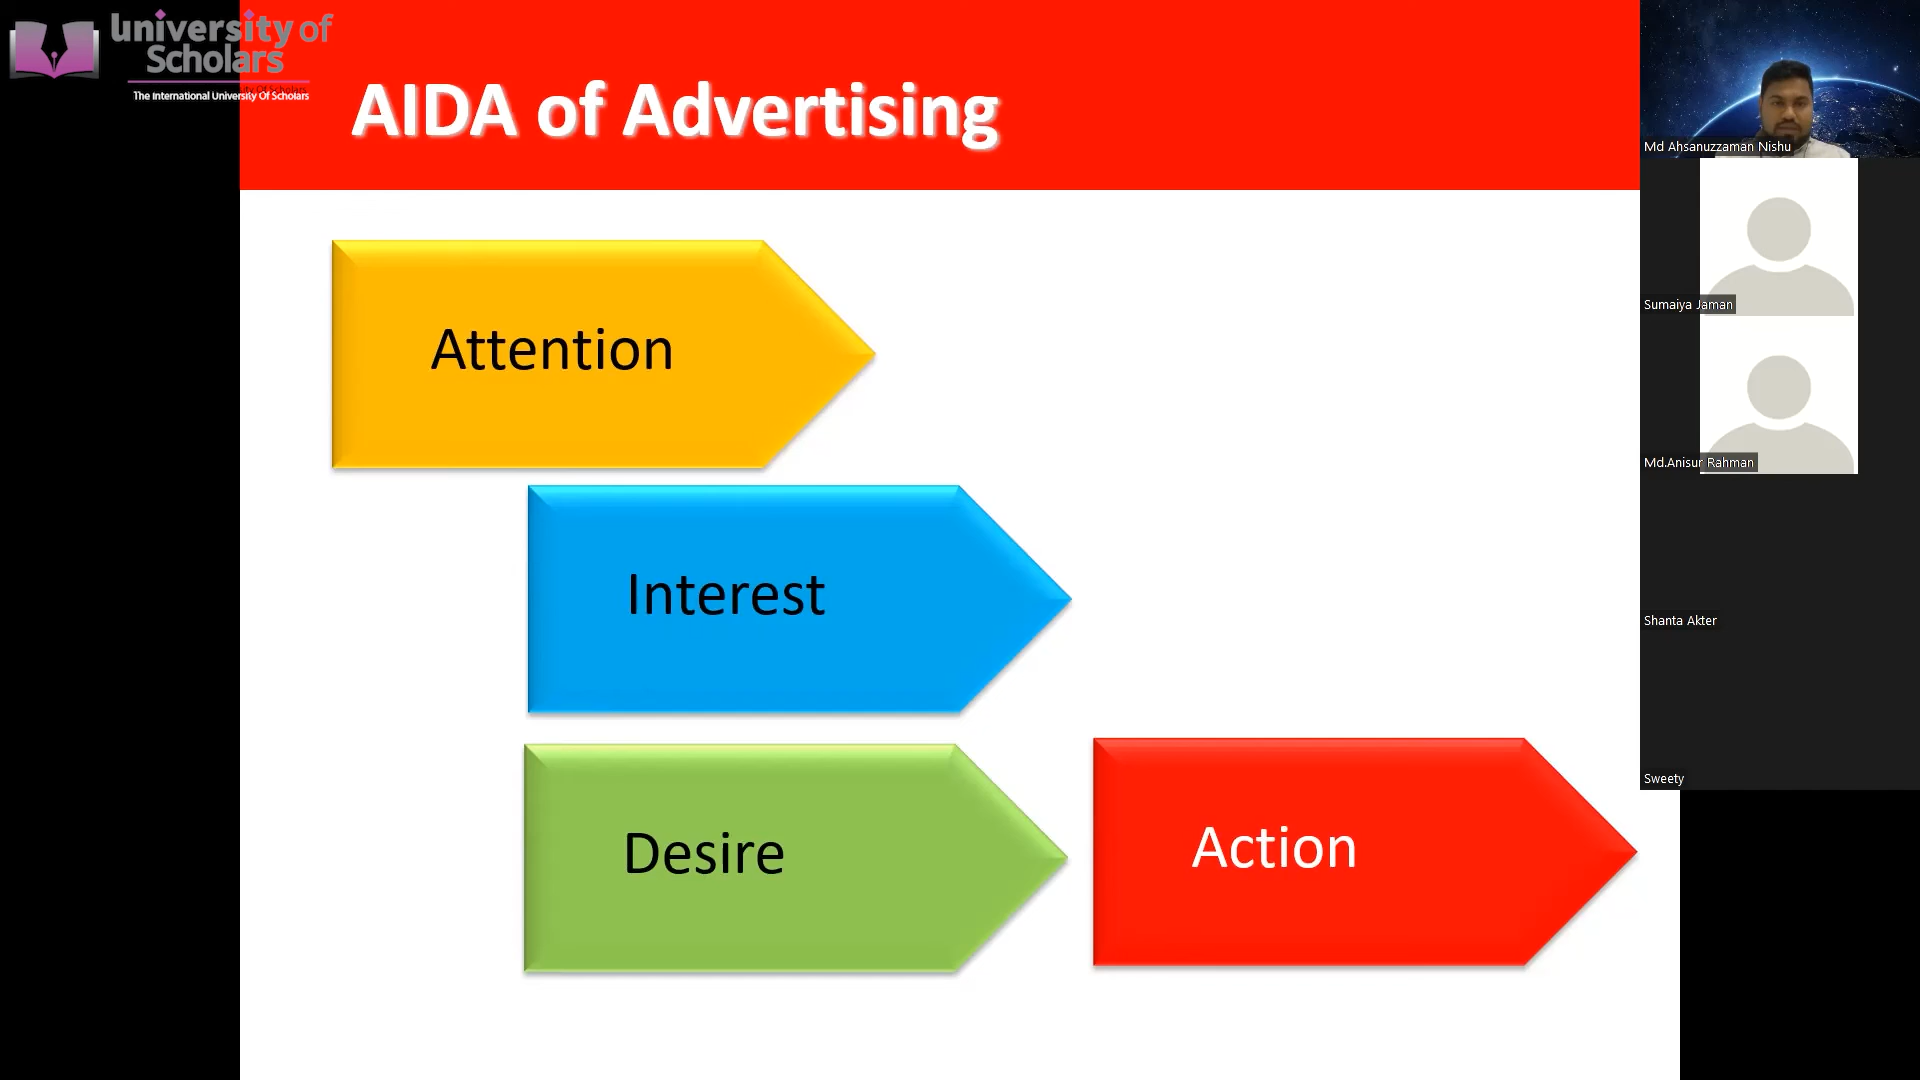 university of
Scholars
The International University Of Scholars
AIDA of Advertising
Attention
Interest
Desire
Action
Md Ahsanuzzaman Nishu
Sumaiya Jaman
Md.Anisur Rahman
Shanta Akter
Sweety